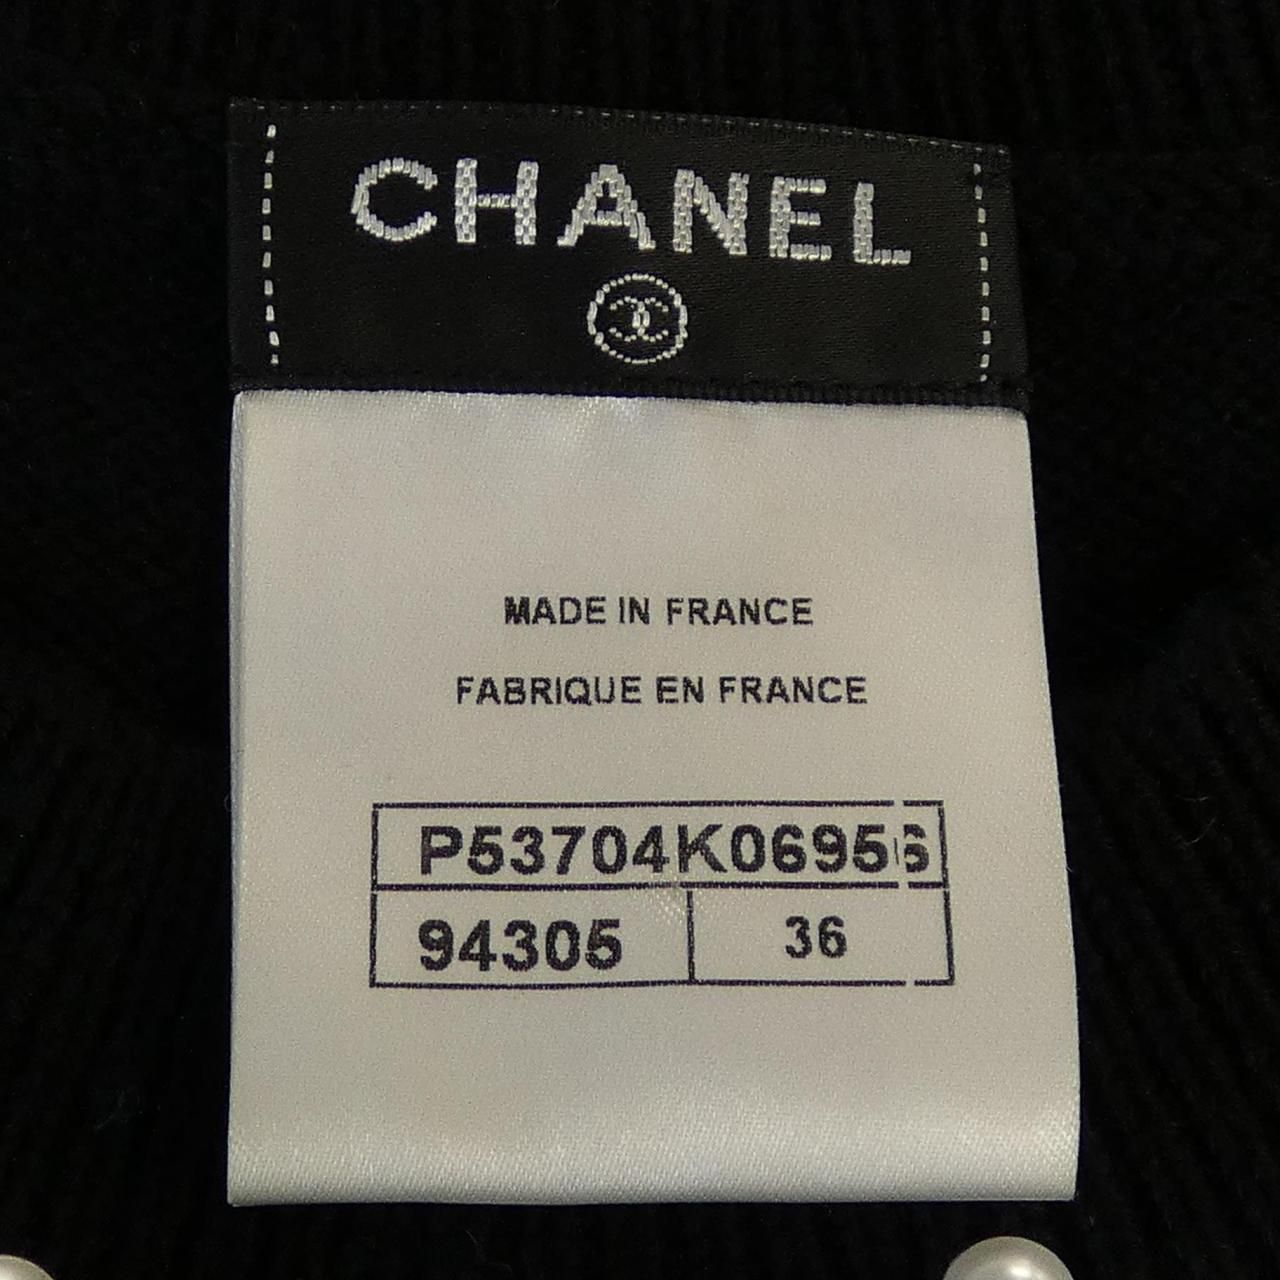 CHANEL
MADE IN FRANCE
FABRIQUE EN FRANCE
P53704K06956
94305 36